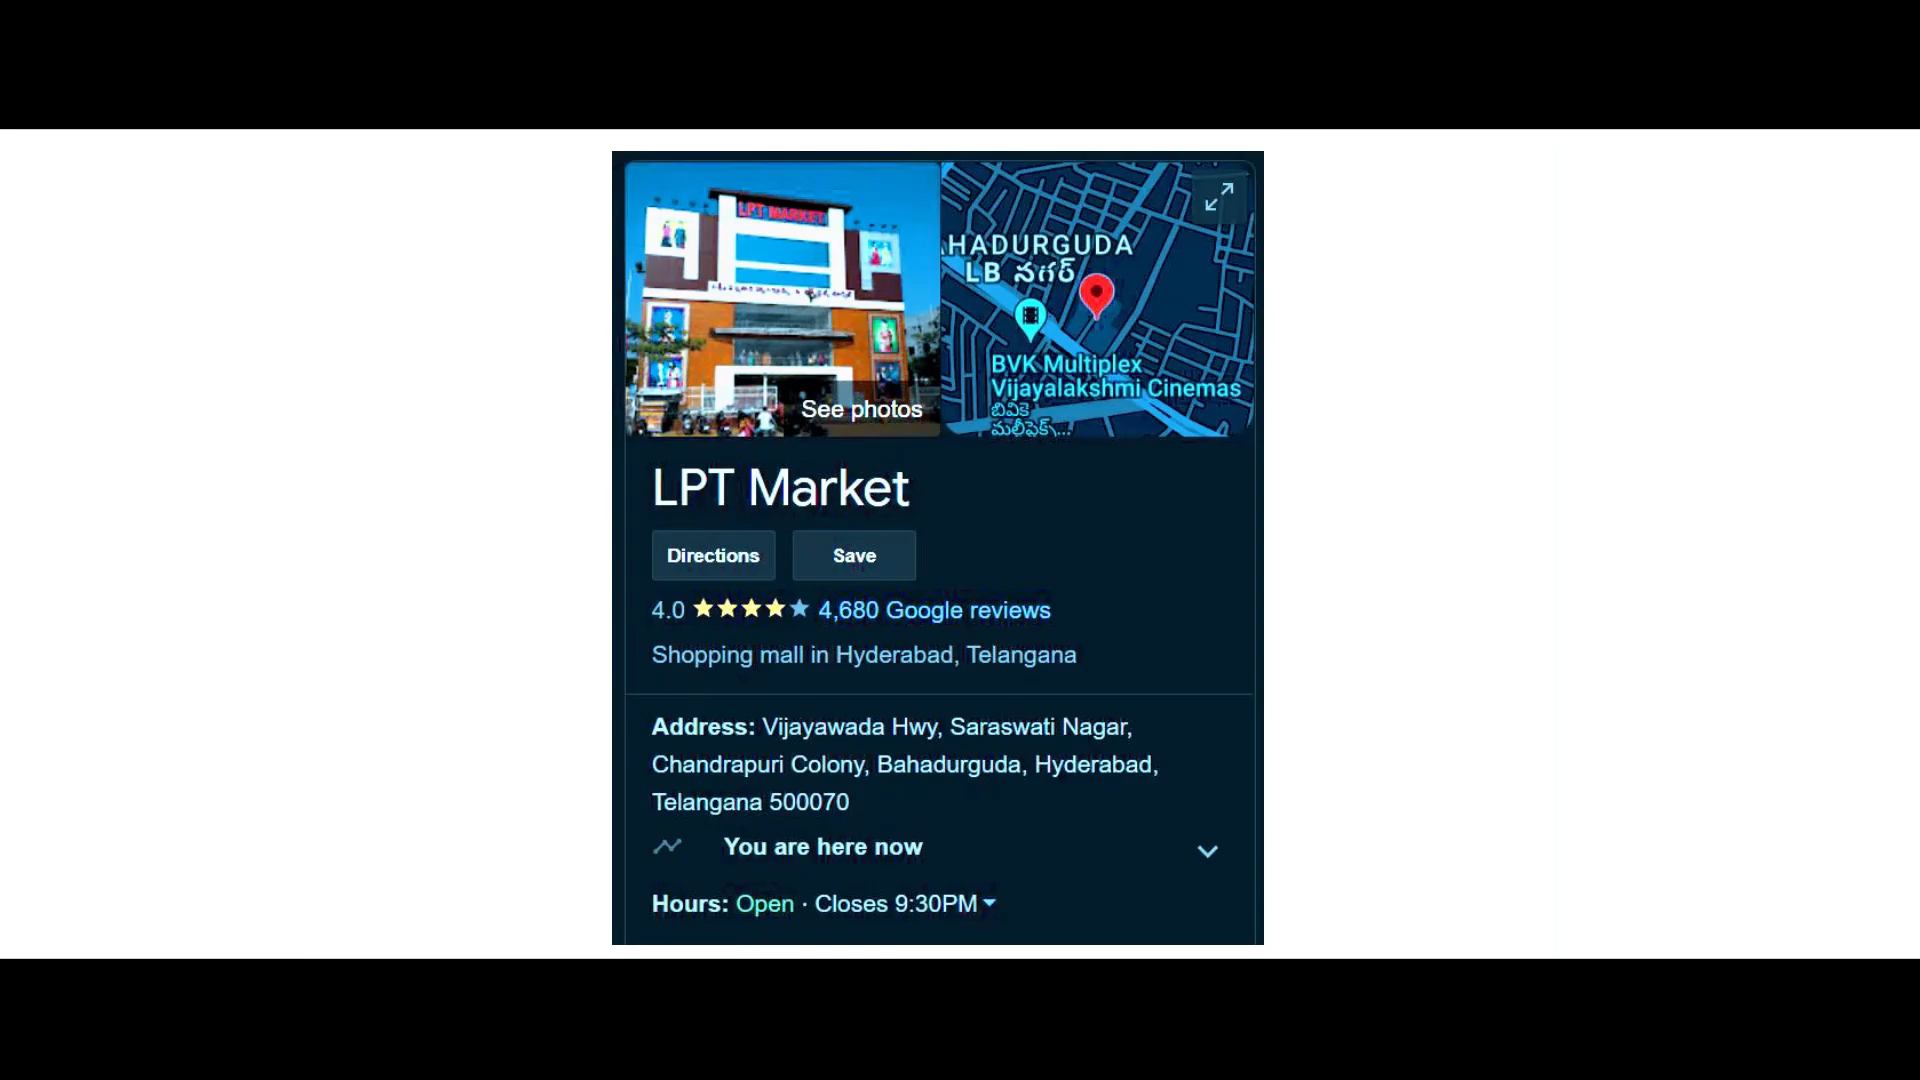 LPT MARKET
See photos
HADURGUDA
LB నగర్
BVK Multiplex
Vijayalakshmi Cinemas
బివికె
మల్టీప్లెక్స్...
LPT Market
Directions
Save
4.0 ★★★★★ 4,680 Google reviews
Shopping mall in Hyderabad, Telangana
Address: Vijayawada Hwy, Saraswati Nagar,
Chandrapuri Colony, Bahadurguda, Hyderabad,
Telangana 500070
You are here now
Hours: Open · Closes 9:30PM